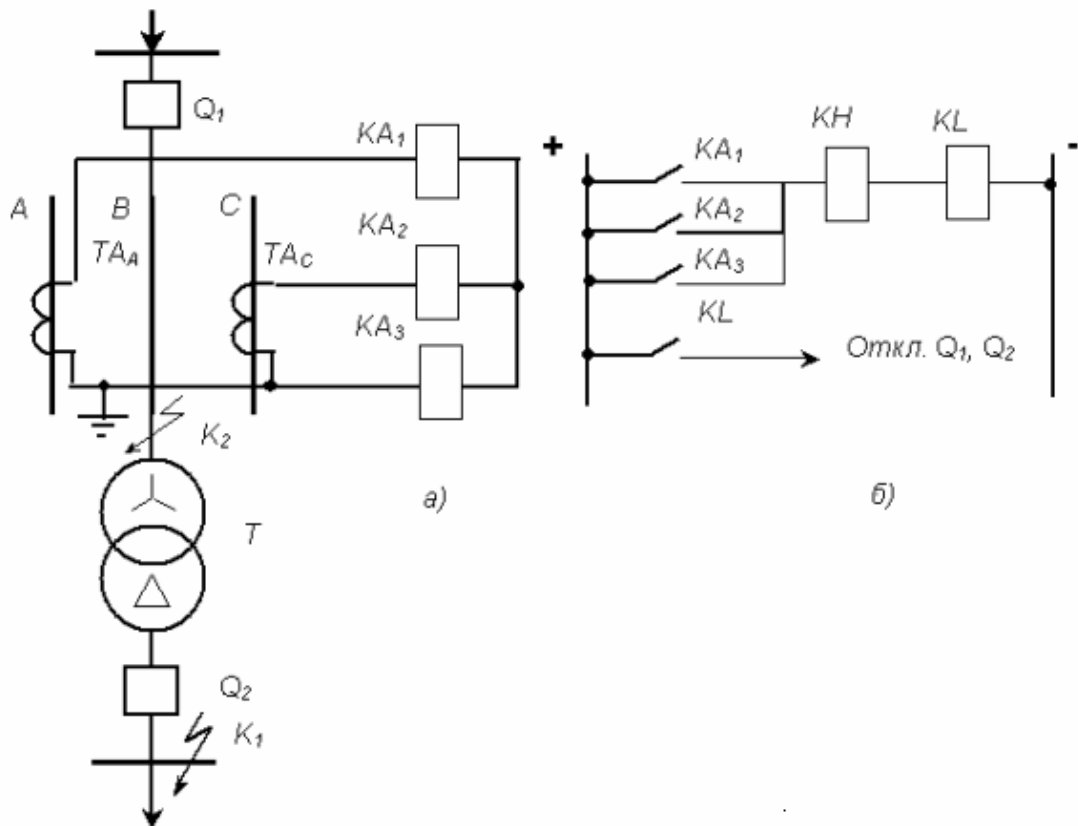 Q₁
KA₁
KH
KL
+
-
KA₁
A
B
C
KA₂
KA₂
TAA
TAC
KA₃
KA₃
KL
Откл. Q₁, Q₂
K₂
а)
б)
T
Q₂
K₁